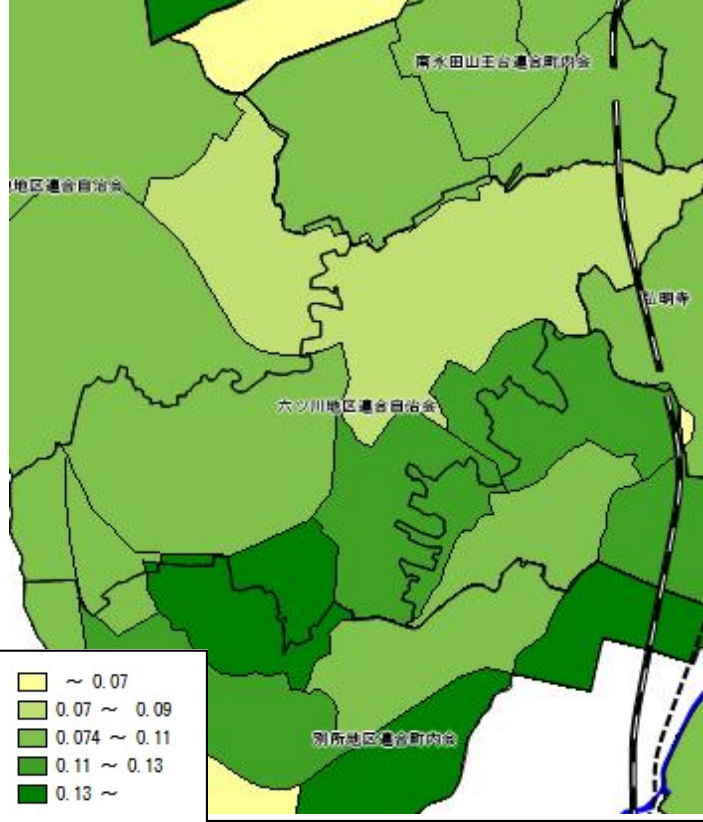 南永田山王台連合町内会
地区連合自治会
弘明寺
六ツ川地区連合自治会
別所地区連合町内会
～ 0.07
0.07 ～ 0.09
0.074 ～ 0.11
0.11 ～ 0.13
0.13 ～